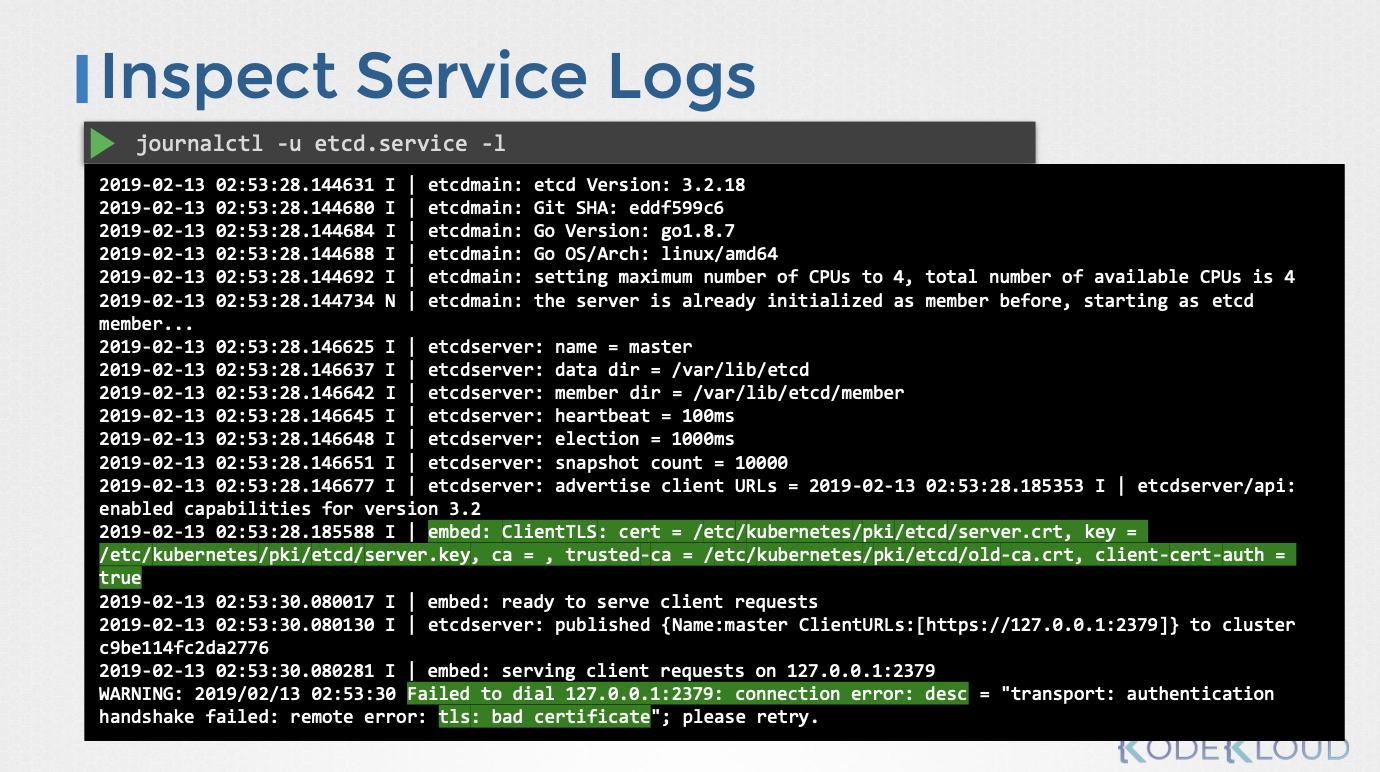 Inspect Service Logs
journalctl -u etcd.service -l
2019-02-13 02:53:28.144631 I | etcdmain: etcd Version: 3.2.18
2019-02-13 02:53:28.144680 I | etcdmain: Git SHA: eddf599c6
2019-02-13 02:53:28.144684 I | etcdmain: Go Version: go1.8.7
2019-02-13 02:53:28.144688 I | etcdmain: Go OS/Arch: linux/amd64
2019-02-13 02:53:28.144692 I | etcdmain: setting maximum number of CPUs to 4, total number of available CPUs is 4
2019-02-13 02:53:28.144734 N | etcdmain: the server is already initialized as member before, starting as etcd
member...
2019-02-13 02:53:28.146625 I | etcdserver: name = master
2019-02-13 02:53:28.146637 I | etcdserver: data dir = /var/lib/etcd
2019-02-13 02:53:28.146642 I | etcdserver: member dir = /var/lib/etcd/member
2019-02-13 02:53:28.146645 I | etcdserver: heartbeat = 100ms
2019-02-13 02:53:28.146648 I | etcdserver: election = 1000ms
2019-02-13 02:53:28.146651 I | etcdserver: snapshot count = 10000
2019-02-13 02:53:28.146677 I | etcdserver: advertise client URLs = 2019-02-13 02:53:28.185353 I | etcdserver/api:
enabled capabilities for version 3.2
2019-02-13 02:53:28.185588 I | embed: ClientTLS: cert = /etc/kubernetes/pki/etcd/server.crt, key =
/etc/kubernetes/pki/etcd/server.key, ca = , trusted-ca = /etc/kubernetes/pki/etcd/old-ca.crt, client-cert-auth =
true
2019-02-13 02:53:30.080017 I | embed: ready to serve client requests
2019-02-13 02:53:30.080130 I | etcdserver: published {Name:master ClientURLs:[https://127.0.0.1:2379]} to cluster
c9be114fc2da2776
2019-02-13 02:53:30.080281 I | embed: serving client requests on 127.0.0.1:2379
WARNING: 2019/02/13 02:53:30 Failed to dial 127.0.0.1:2379: connection error: desc = "transport: authentication
handshake failed: remote error: tls: bad certificate"; please retry.
KODEKLOUD